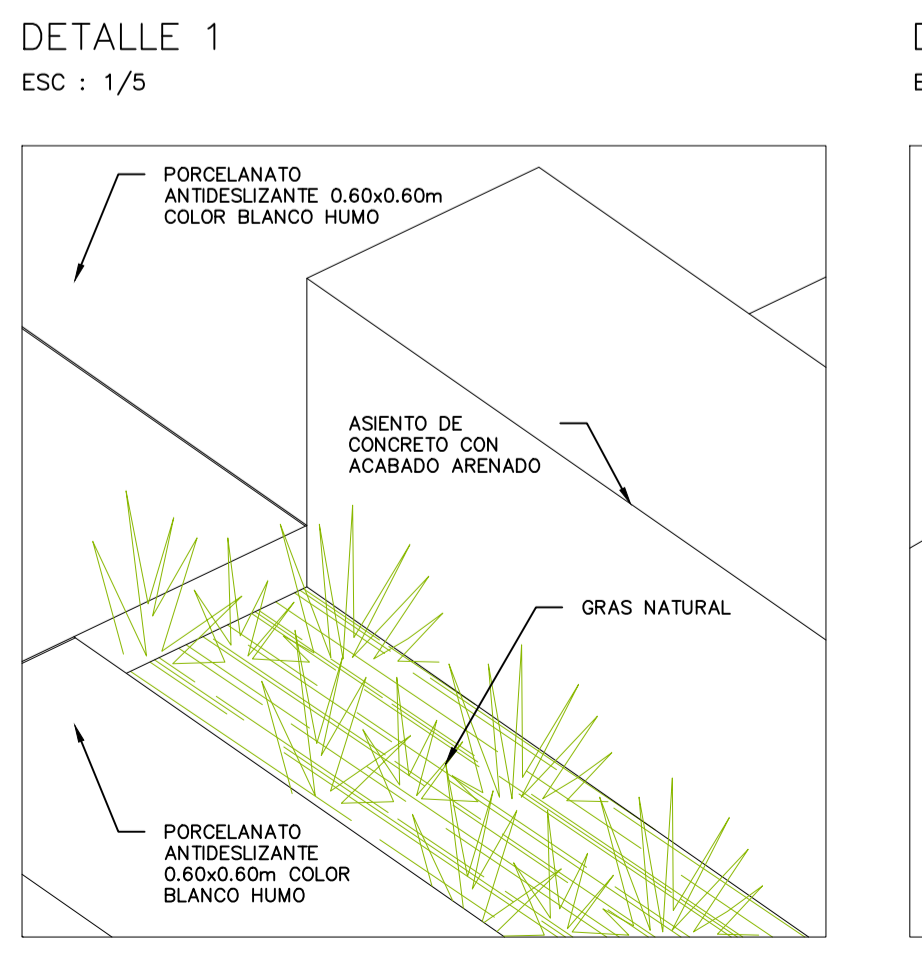 DETALLE 1
ESC : 1/5
PORCELANATO
ANTIDESLIZANTE 0.60x0.60m
COLOR BLANCO HUMO
ASIENTO DE
CONCRETO CON
ACABADO ARENADO
GRAS NATURAL
PORCELANATO
ANTIDESLIZANTE
0.60x0.60m COLOR
BLANCO HUMO